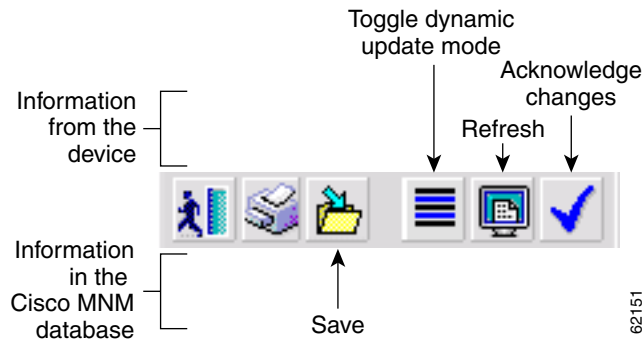 Toggle dynamic
update mode
Acknowledge
changes
Refresh
Information
from the
device
Information
in the
Cisco MNM
database
Save
62151